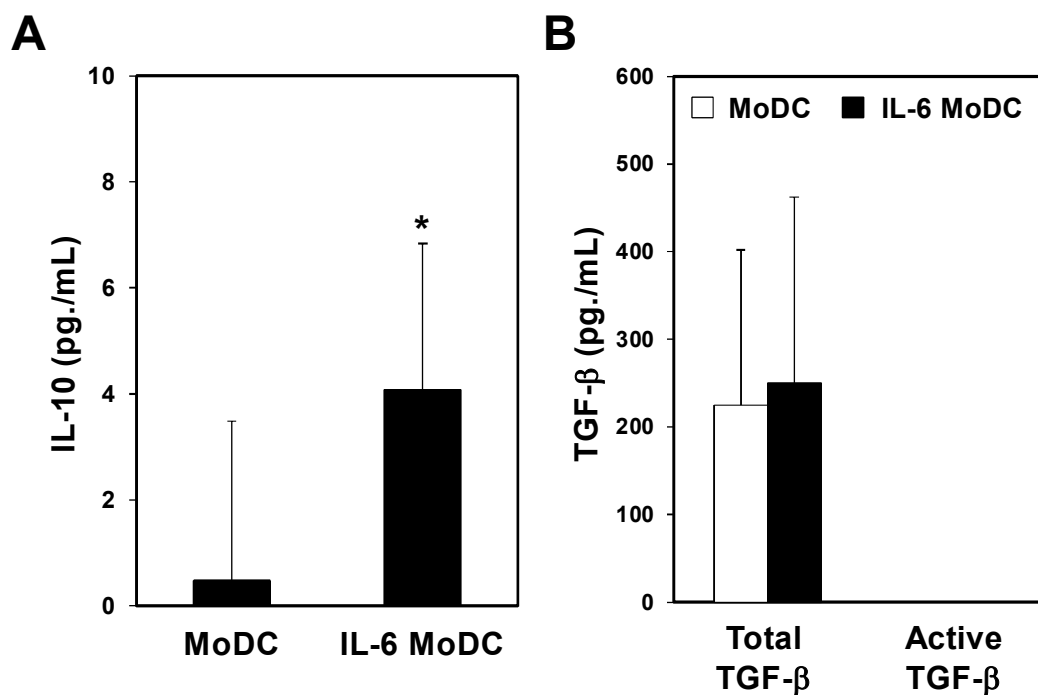 A
IL-10 (pg./mL)
10
8
6
4
2
0
*
MoDC
IL-6 MoDC
B
TGF-β (pg./mL)
600
500
400
300
200
100
0
MoDC
IL-6 MoDC
Total
TGF-β
Active
TGF-β